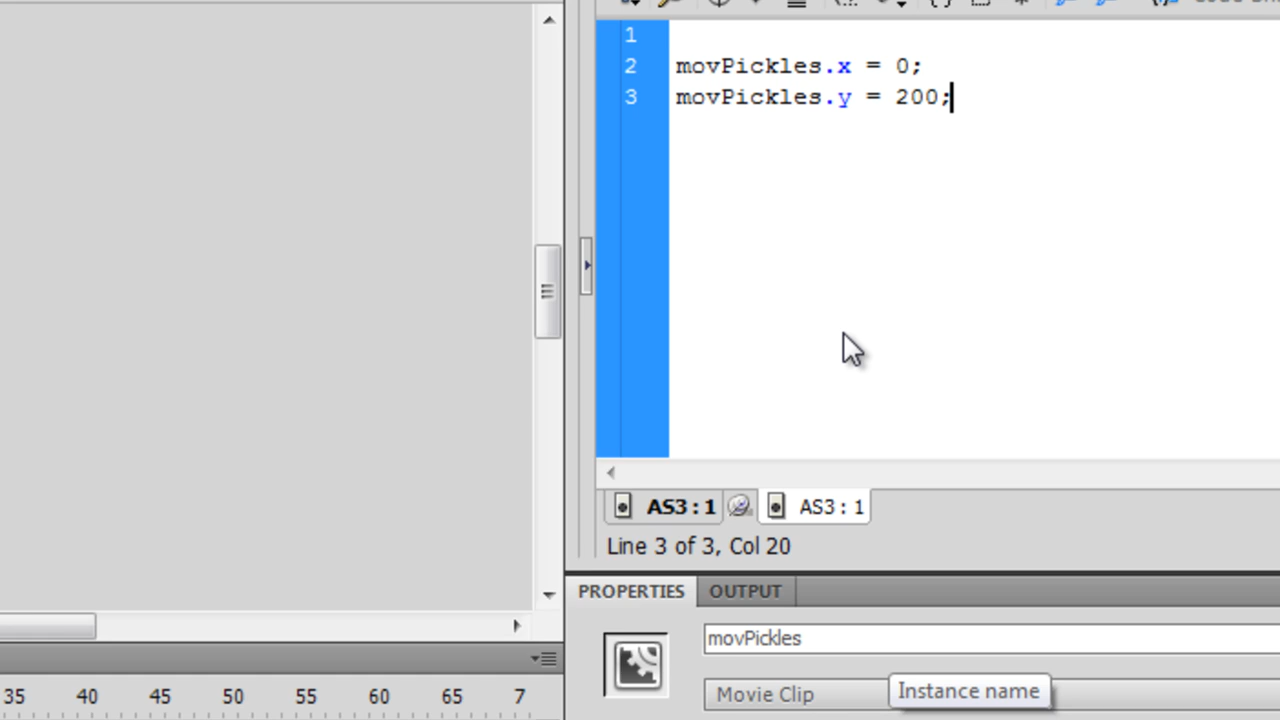 1
2 movPickles.x = 0;
3 movPickles.y = 200;
AS3 : 1 AS3 : 1
Line 3 of 3, Col 20
PROPERTIES OUTPUT
movPickles
Movie Clip
Instance name
35 40 45 50 55 60 65 7